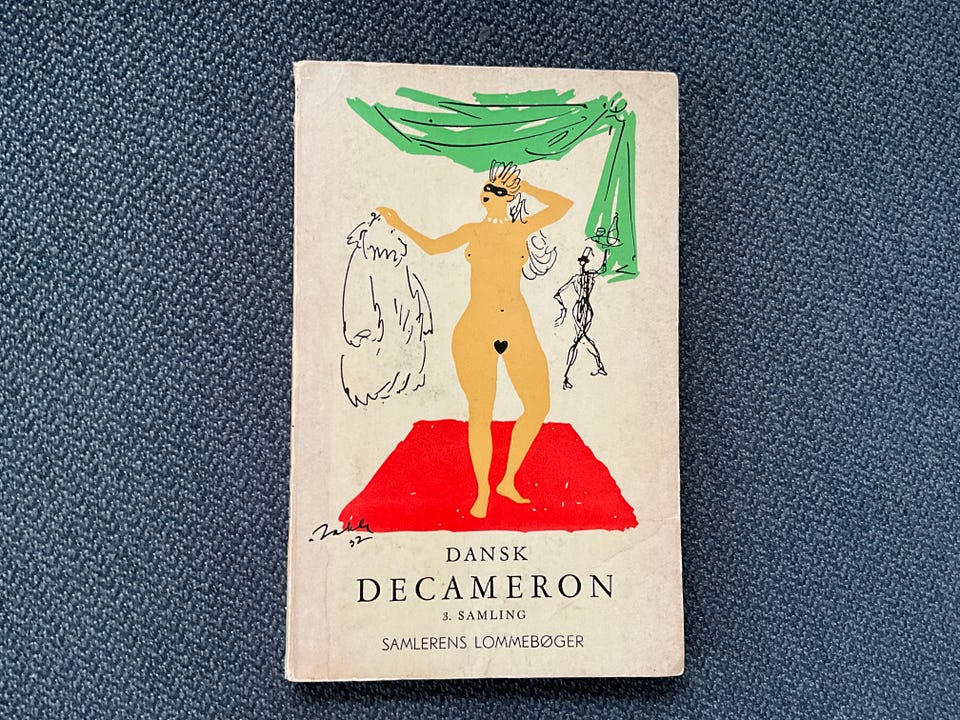 DANSK
DECAMERON
3. SAMLING
SAMLERENS LOMMEBØGER